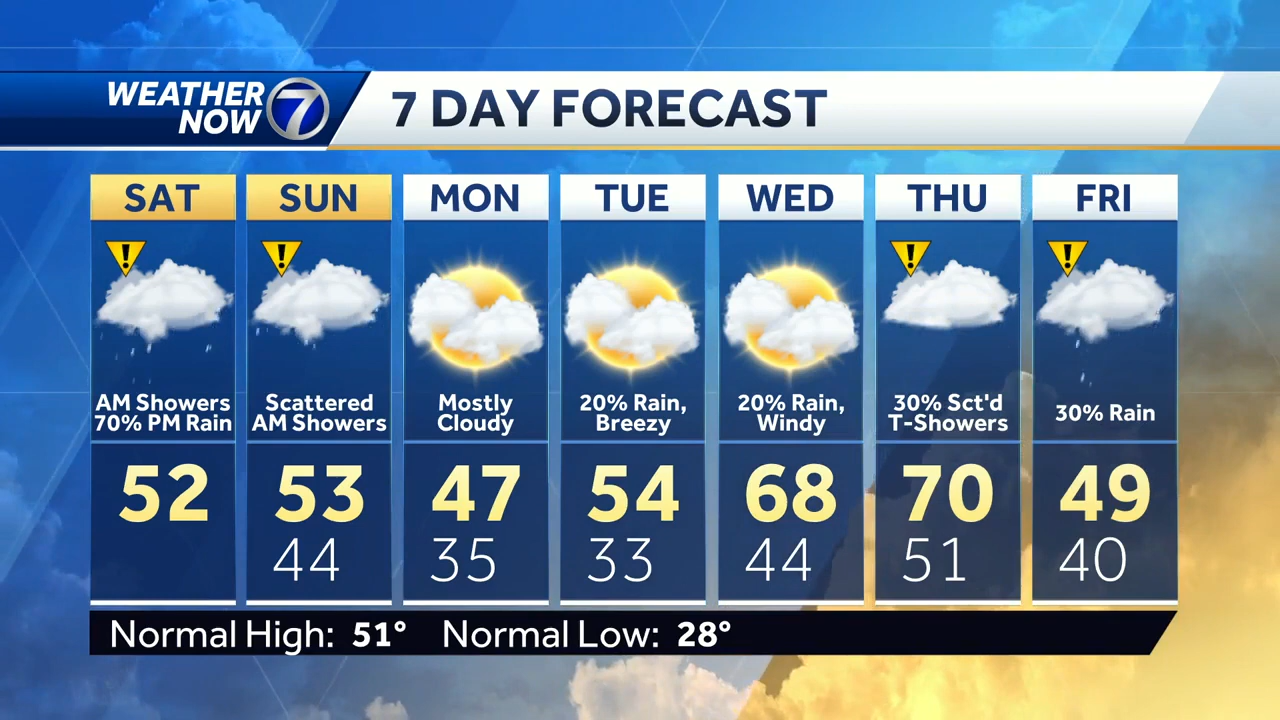 WEATHER
NOW 7
7 DAY FORECAST
SAT
!
AM Showers
70% PM Rain
52
SUN
!
Scattered
AM Showers
53
44
MON
Mostly
Cloudy
47
35
TUE
20% Rain,
Breezy
54
33
WED
20% Rain,
Windy
68
44
THU
!
30% Sct'd
T-Showers
70
51
FRI
!
30% Rain
49
40
Normal High: 51° Normal Low: 28°